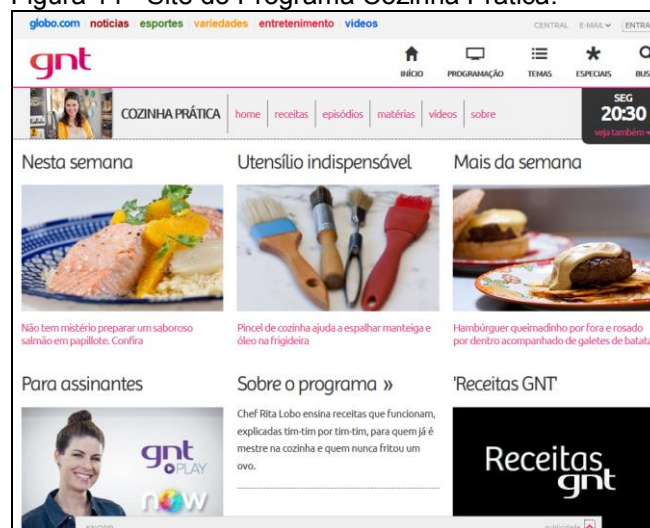 Figura 11 - Site do Programa Cozinha Prática.
globo.com notícias esportes variedades entretenimento vídeos
CENTRAL E-MAIL ENTRA
gnt
INÍCIO PROGRAMAÇÃO TEMAS ESPECIAIS BUS
COZINHA PRÁTICA home receitas episódios matérias vídeos sobre
SEG
20:30
veja também
Nesta semana Utensílio indispensável Mais da semana
Não tem mistério preparar um saboroso
salmão em papillote. Confira
Pincel de cozinha ajuda a espalhar manteiga e
óleo na frigideira
Hambúrguer queimadinho por fora e rosado
por dentro acompanhado de galetes de batata
Para assinantes Sobre o programa » 'Receitas GNT'
gnt
PLAY
now
Chef Rita Lobo ensina receitas que funcionam,
explicadas tim-tim por tim-tim, para quem já é
mestre na cozinha e quem nunca fritou um
ovo.
Receitas
gnt
publicidade